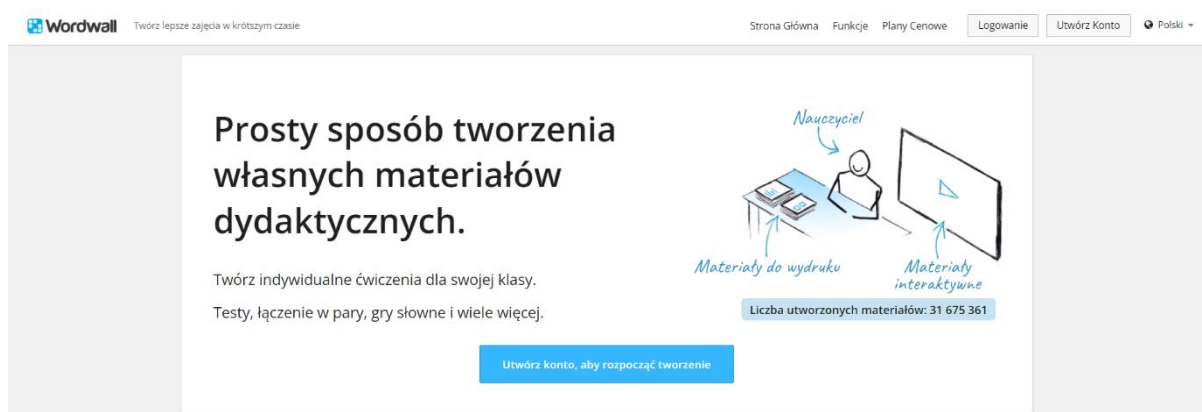 Wordwall Twórz lepsze zajęcia w krótszym czasie Strona Główna Funkcje Plany Cenowe Logowanie Utwórz Konto Polski
Prosty sposób tworzenia
własnych materiałów
dydaktycznych.
Twórz indywidualne ćwiczenia dla swojej klasy.
Testy, łączenie w pary, gry słowne i wiele więcej.
Nauczyciel
Materiały do wydruku
Materiały
interaktywne
Liczba utworzonych materiałów: 31 675 361
Utwórz konto, aby rozpocząć tworzenie